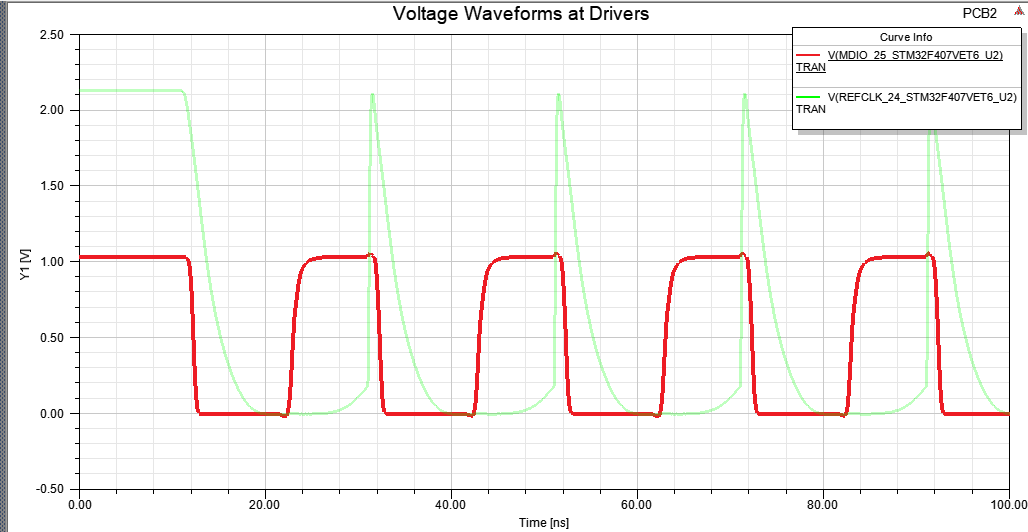 Voltage Waveforms at Drivers
PCB2
Curve Info
V(MDIO_25_STM32F407VET6_U2)
TRAN
V(REFCLK_24_STM32F407VET6_U2)
TRAN
2.50
2.00
1.50
1.00
0.50
0.00
-0.50
Y1 [V]
0.00 20.00 40.00 60.00 80.00 100.00
Time [ns]